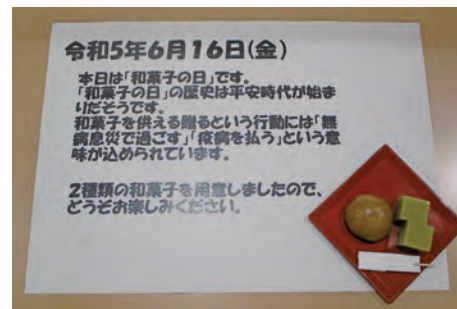 令和5年6月16日(金)
本日は「和菓子の日」です。
「和菓子の日」の歴史は平安時代が始ま
りだそうです。
和菓子を供える贈るという行動には「無
病息災で過ごす」「疫病を払う」という意
味が込められています。
2種類の和菓子を用意しましたので、
どうぞお楽しみください。